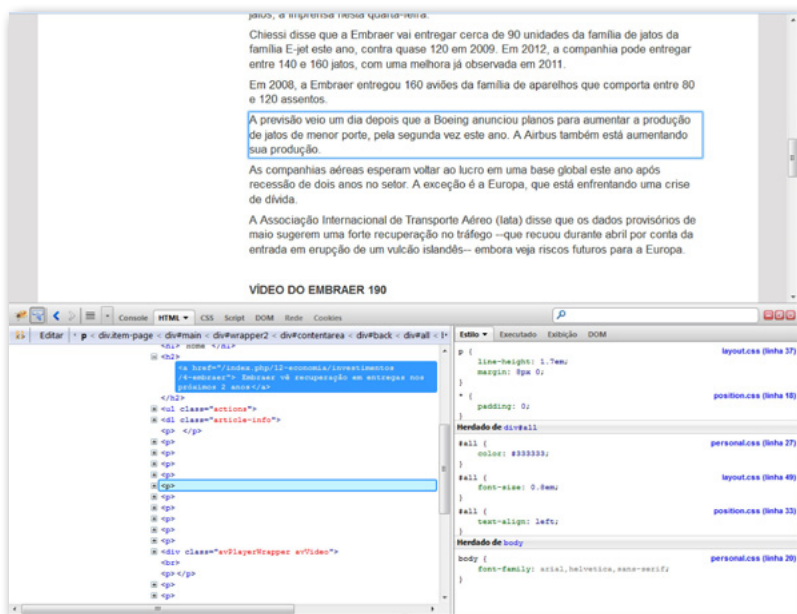 jatos, à imprensa nesta quarta-feira.
Chiessi disse que a Embraer vai entregar cerca de 90 unidades da família de jatos da
família E-jet este ano, contra quase 120 em 2009. Em 2012, a companhia pode entregar
entre 140 e 160 jatos, com uma melhora já observada em 2011.
Em 2008, a Embraer entregou 160 aviões da família de aparelhos que comporta entre 80
e 120 assentos.
A previsão veio um dia depois que a Boeing anunciou planos para aumentar a produção
de jatos de menor porte, pela segunda vez este ano. A Airbus também está aumentando
sua produção.
As companhias aéreas esperam voltar ao lucro em uma base global este ano após
recessão de dois anos no setor. A exceção é a Europa, que está enfrentando uma crise
de dívida.
A Associação Internacional de Transporte Aéreo (Iata) disse que os dados provisórios de
maio sugerem uma forte recuperação no tráfego --que recuou durante abril por conta da
entrada em erupção de um vulcão islandês-- embora veja riscos futuros para a Europa.
VÍDEO DO EMBRAER 190
Console HTML CSS Script DOM Rede Cookies
Editar p < div.item-page < div#main < div#wrapper2 < div#contentarea < div#back < div#all <
<h1> Home </h1>
<h2>
<a href="/index.php/12-economia/investimentos
/4-embraer"> Embraer vê recuperação em entregas nos
próximos 2 anos</a>
</h2>
<ul class="actions">
<dl class="article-info">
<p> </p>
<p>
<p>
<p>
<p>
<p>
<p>
<p>
<p>
<p>
<p>
<div class="avPlayerWrapper avVideo">
<br>
<p></p>
<p>
<p>
Estilo Executado Exibição DOM
p { layout.css (linha 37)
line-height: 1.7em;
margin: 8px 0;
}
* { position.css (linha 18)
padding: 0;
}
Herdado de div#all
#all { personal.css (linha 27)
color: #333333;
}
#all { layout.css (linha 49)
font-size: 0.8em;
}
#all { position.css (linha 33)
text-align: left;
}
Herdado de body
body { personal.css (linha 20)
font-family: arial,helvetica,sans-serif;
}